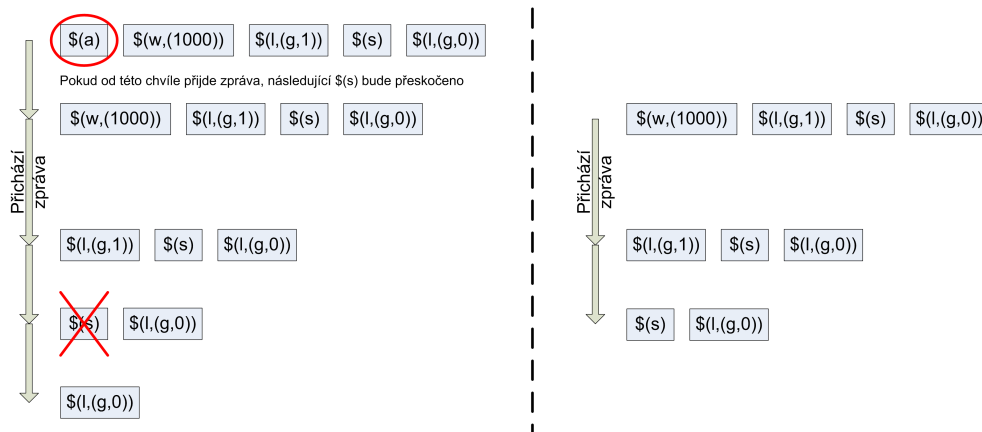 $(a) $(w,(1000)) $(l,(g,1)) $(s) $(l,(g,0))
Pokud od této chvíle přijde zpráva, následující $(s) bude přeskočeno
$(w,(1000)) $(l,(g,1)) $(s) $(l,(g,0))
Přichází
zpráva
$(l,(g,1)) $(s) $(l,(g,0))
$(s) $(l,(g,0))
$(l,(g,0))
$(w,(1000)) $(l,(g,1)) $(s) $(l,(g,0))
Přichází
zpráva
$(l,(g,1)) $(s) $(l,(g,0))
$(s) $(l,(g,0))